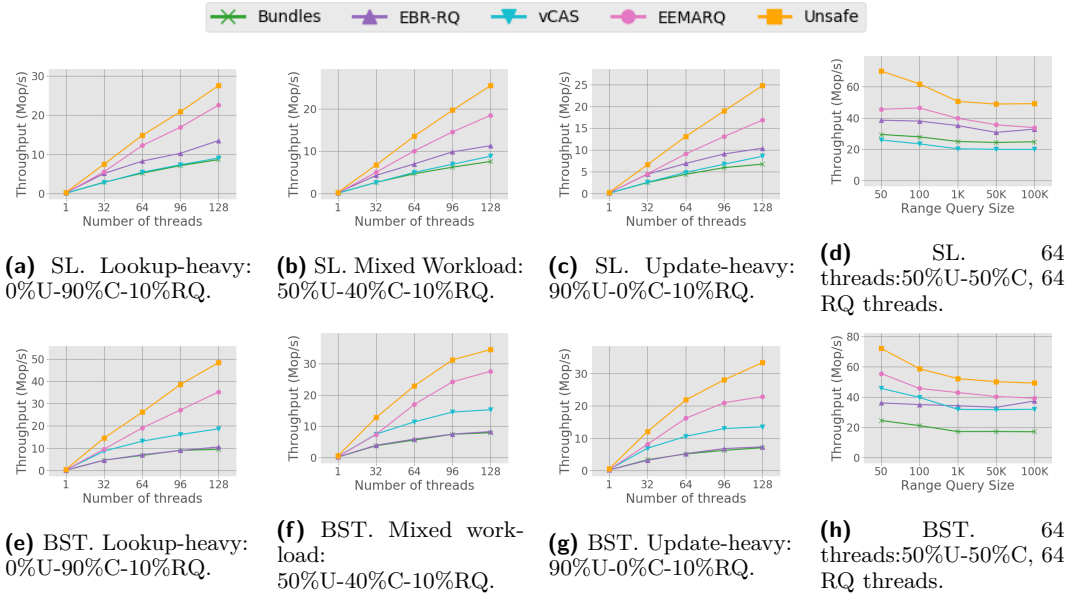 Bundles EBR-RQ vCAS EEMARQ Unsafe
Throughput (Mop/s)
30
20
10
0
1 32 64 96 128
Number of threads
(a) SL. Lookup-heavy:
0%U-90%C-10%RQ.
Throughput (Mop/s)
20
10
0
1 32 64 96 128
Number of threads
(b) SL. Mixed Workload:
50%U-40%C-10%RQ.
Throughput (Mop/s)
25
20
15
10
5
0
1 32 64 96 128
Number of threads
(c) SL. Update-heavy:
90%U-0%C-10%RQ.
Throughput (Mop/s)
60
40
20
0
50 100 1K 50K 100K
Range Query Size
(d) SL. 64
threads:50%U-50%C, 64
RQ threads.
Throughput (Mop/s)
50
40
30
20
10
0
1 32 64 96 128
Number of threads
(e) BST. Lookup-heavy:
0%U-90%C-10%RQ.
Throughput (Mop/s)
30
20
10
0
1 32 64 96 128
Number of threads
(f) BST. Mixed work-
load:
50%U-40%C-10%RQ.
Throughput (Mop/s)
30
20
10
0
1 32 64 96 128
Number of threads
(g) BST. Update-heavy:
90%U-0%C-10%RQ.
Throughput (Mop/s)
80
60
40
20
0
50 100 1K 50K 100K
Range Query Size
(h) BST. 64
threads:50%U-50%C, 64
RQ threads.